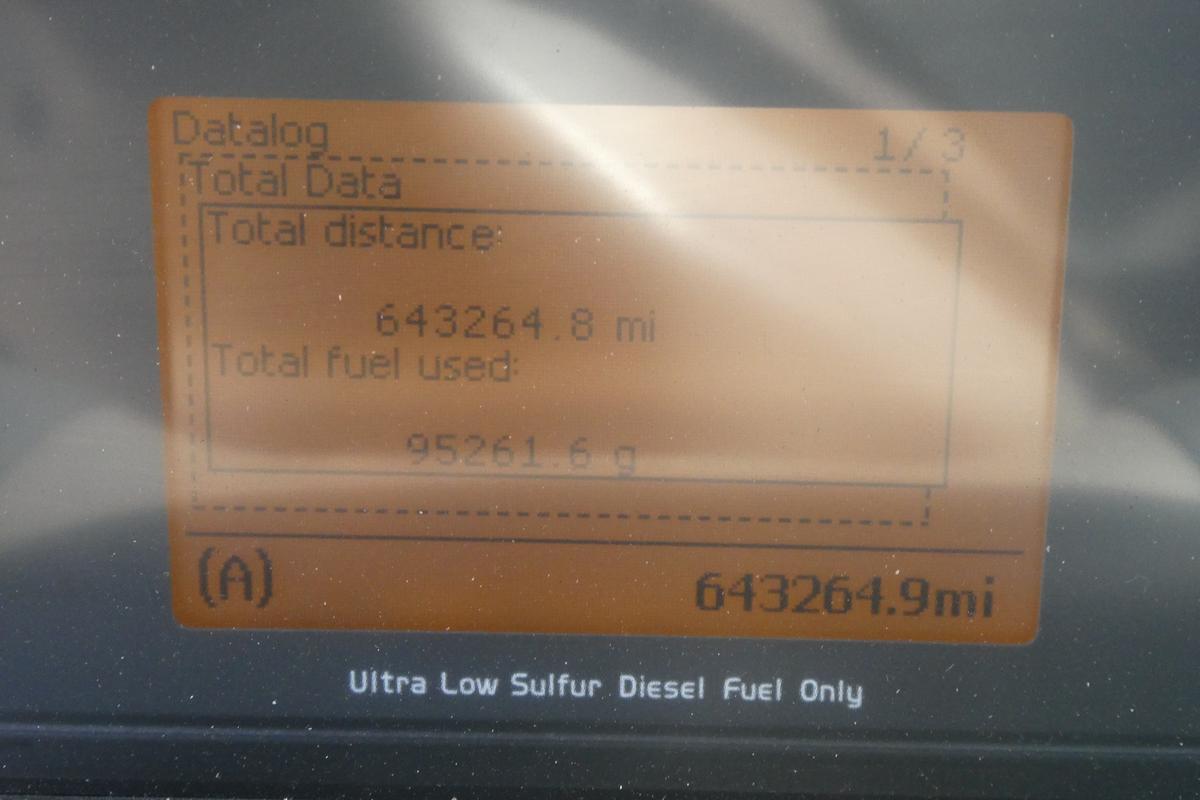 Datalog 1/ 3
Total Data
Total distance:
643264.8 mi
Total fuel used:
95261.6 g
(A) 643264.9mi
Ultra Low Sulfur Diesel Fuel Only